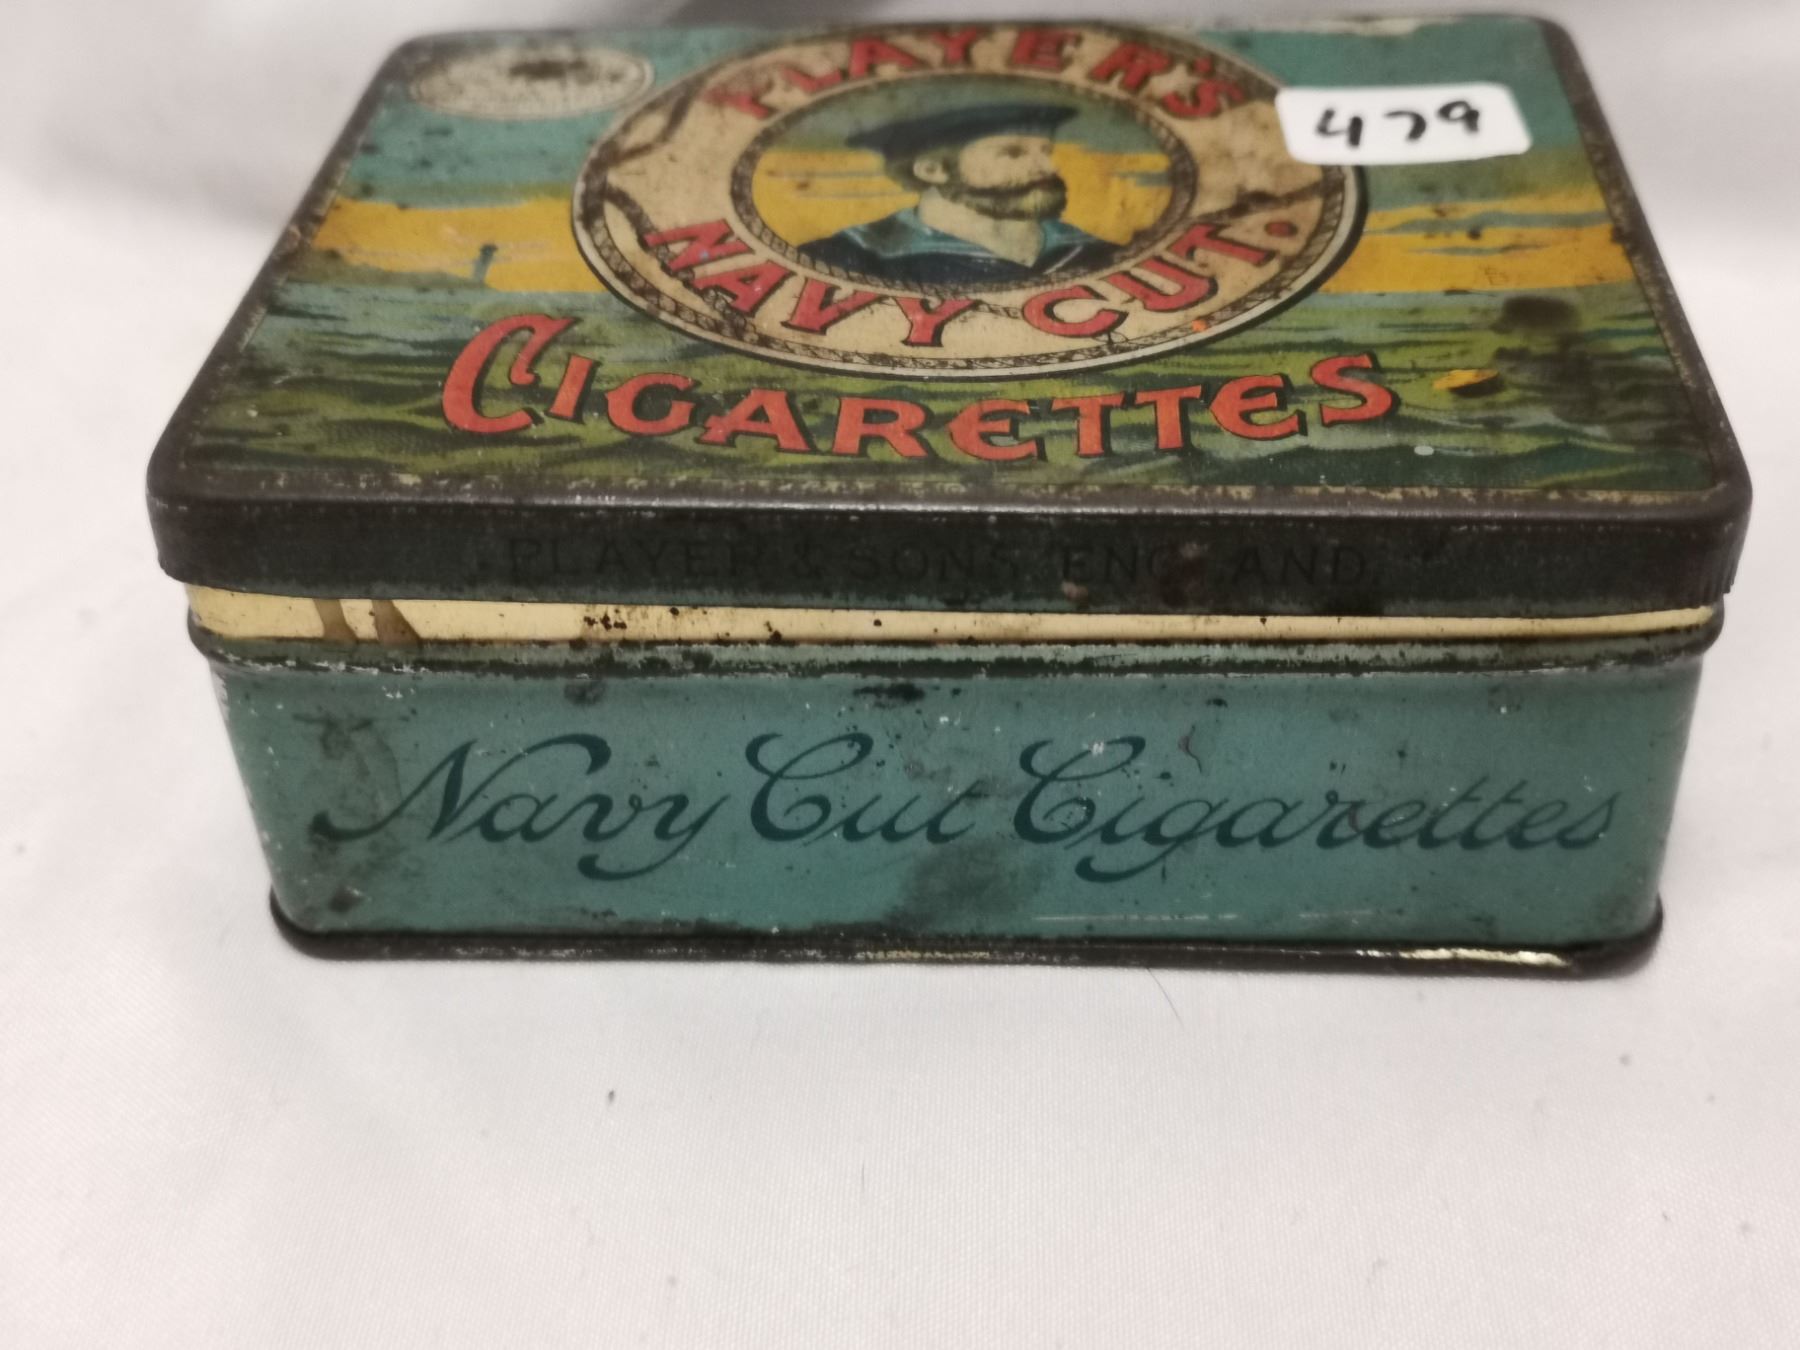 PLAYER'S
NAVY CUT.
479
CIGARETTES
PLAYER & SONS, ENGLAND.
Navy Cut Cigarettes